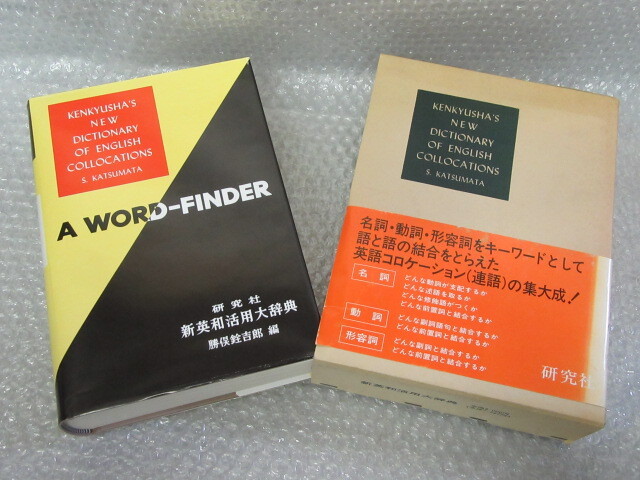 KENKYUSHA'S
NEW
DICTIONARY
OF ENGLISH
COLLOCATIONS
S. KATSUMATA
A WORD-FINDER
研究社
新英和活用大辞典
勝俣銓吉郎 編
KENKYUSHA'S
NEW
DICTIONARY
OF ENGLISH
COLLOCATIONS
S. KATSUMATA
名詞・動詞・形容詞をキーワードとして
語と語の結合をとらえた
英語コロケーション(連語)の集大成!
名詞
どんな動詞が支配するか
どんな述語を取るか
どんな修飾語がつくか
どんな前置詞と結合するか
動詞
どんな副詞語句と結合するか
どんな前置詞と結合するか
形容詞
どんな副詞と結合するか
どんな前置詞と結合するか
研究社
新英和活用大辞典